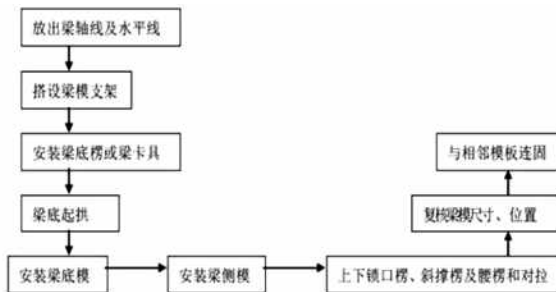 放出梁轴线及水平线
搭设梁模支架
安装梁底楞或梁卡具
梁底起拱
安装梁底模
安装梁侧模
上下锁口楞、斜撑楞及腰楞和对拉
复核梁模尺寸、位置
与相邻模板连固